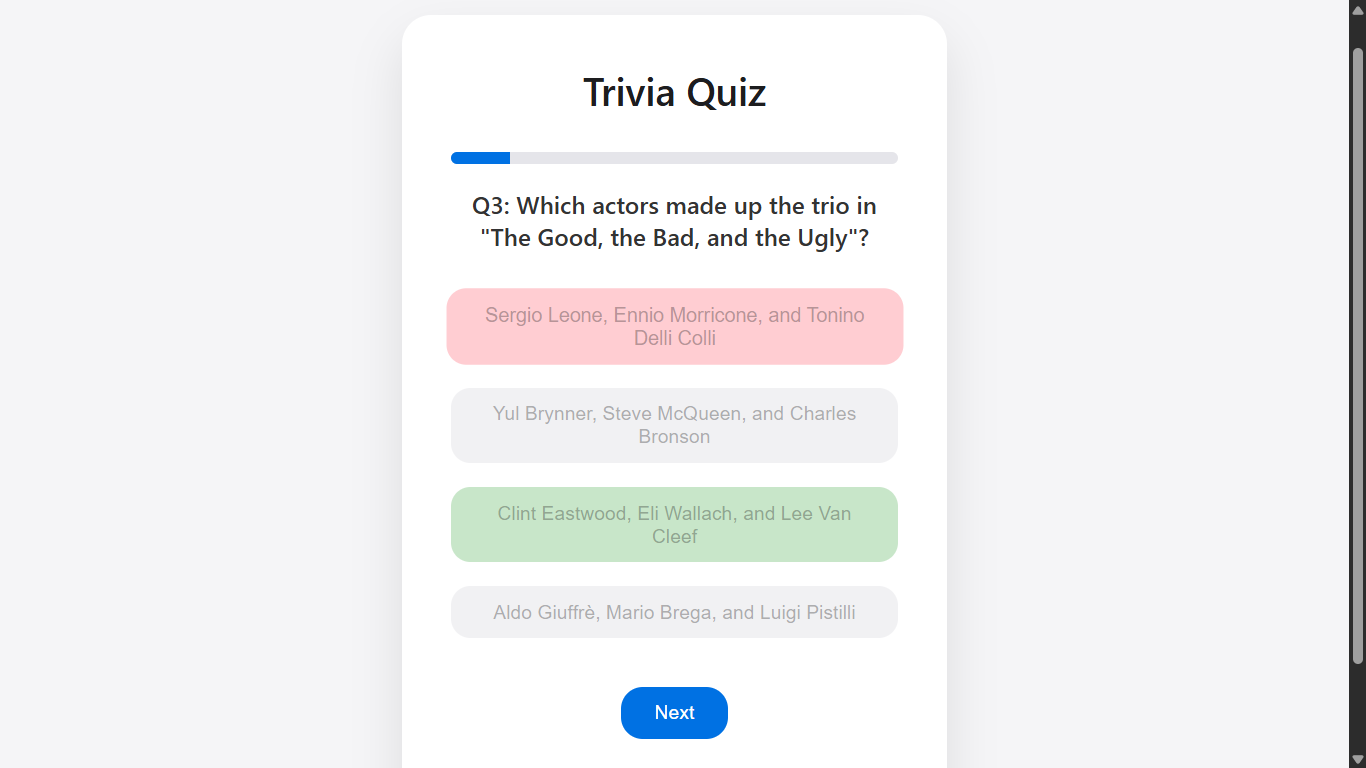 Trivia Quiz
Q3: Which actors made up the trio in
"The Good, the Bad, and the Ugly"?
Sergio Leone, Ennio Morricone, and Tonino
Delli Colli
Yul Brynner, Steve McQueen, and Charles
Bronson
Clint Eastwood, Eli Wallach, and Lee Van
Cleef
Aldo Giuffrè, Mario Brega, and Luigi Pistilli
Next